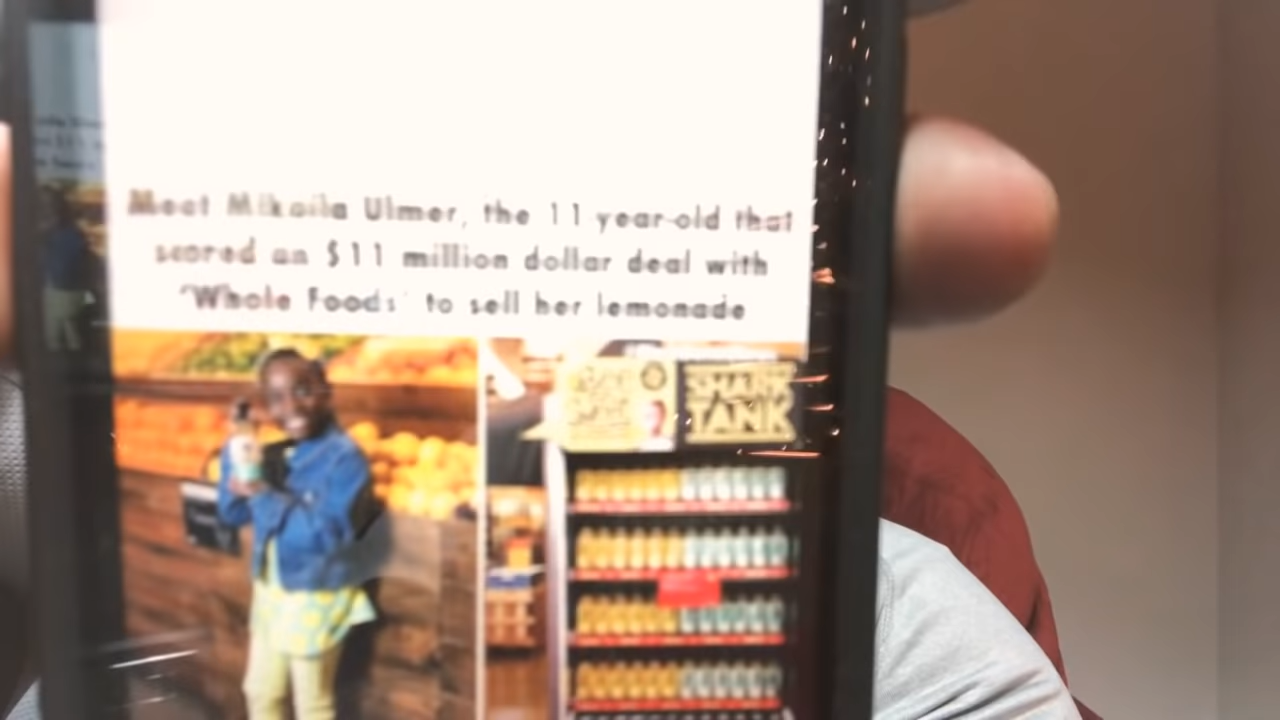 Meet Mikaila Ulmer, the 11 year-old that
scored an $11 million dollar deal with
"Whole Foods" to sell her lemonade
SHARK
TANK